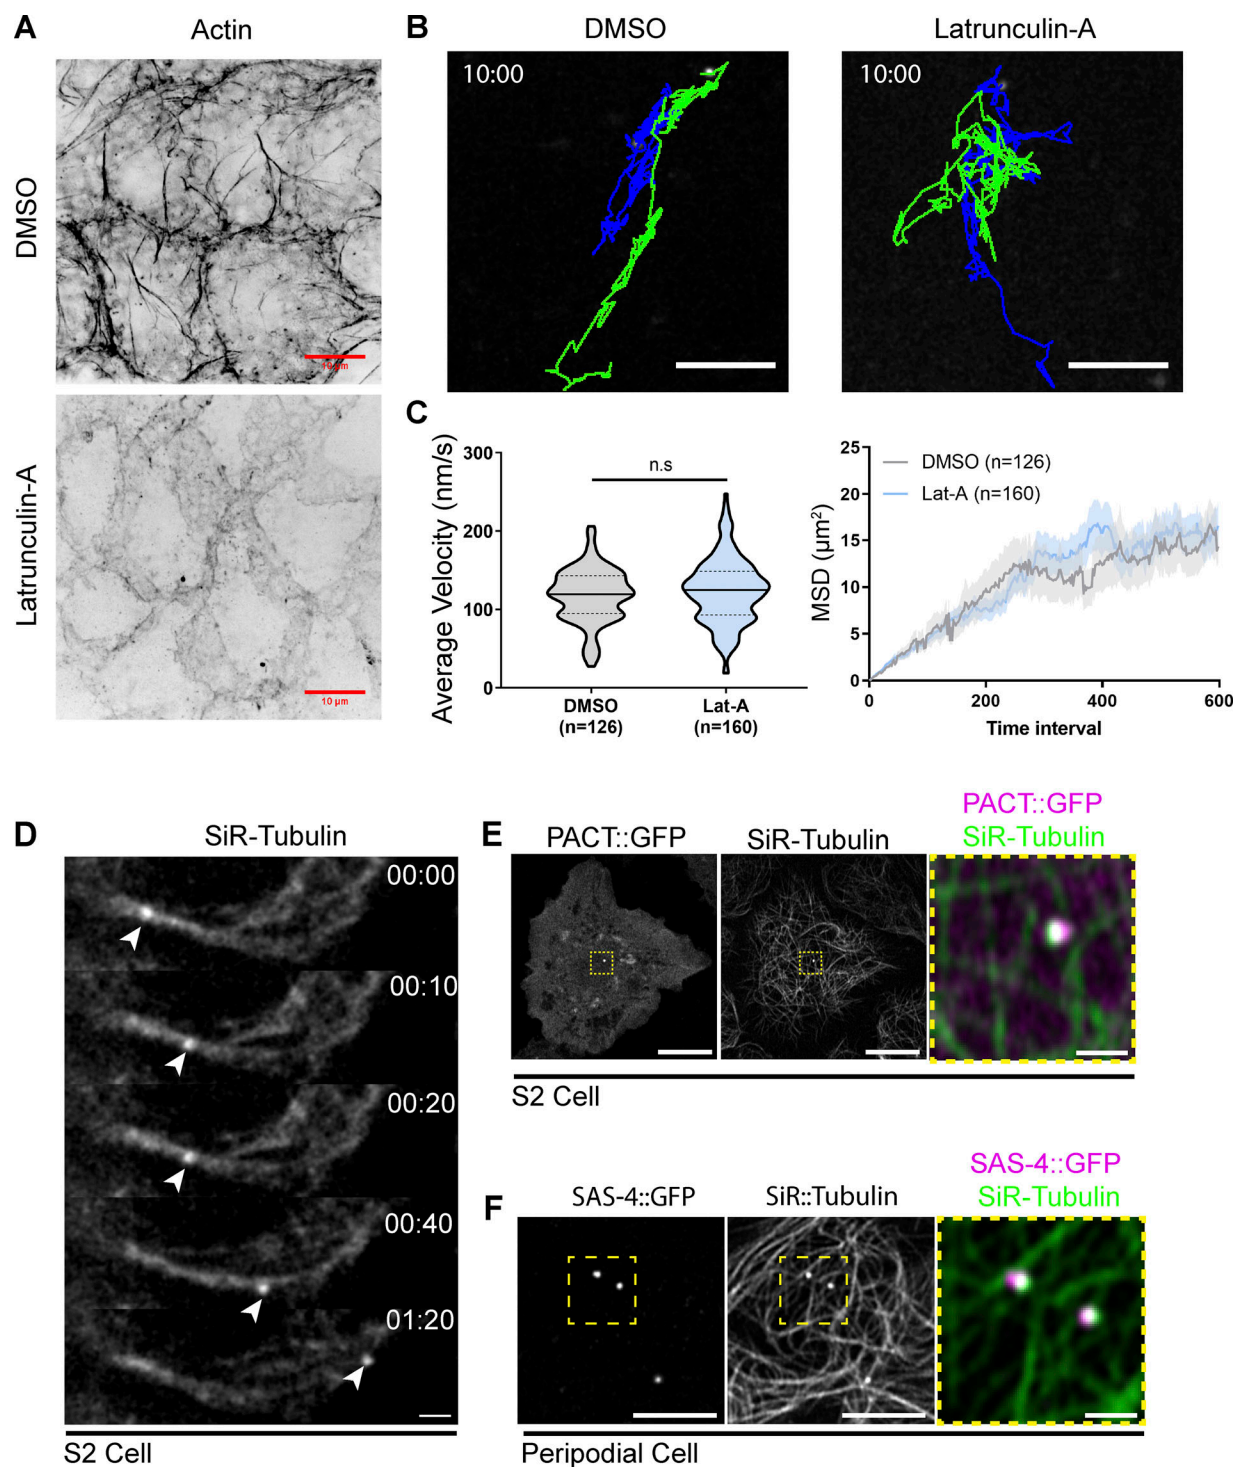 A
Actin
DMSO
10 µm
Latrunculin-A
10 µm
B
DMSO
Latrunculin-A
10:00
10:00
C
Average Velocity (nm/s)
300
200
100
0
n.s
DMSO
(n=126)
Lat-A
(n=160)
MSD (µm²)
25
20
15
10
5
0
DMSO (n=126)
Lat-A (n=160)
0
200
400
600
Time interval
D
SiR-Tubulin
00:00
00:10
00:20
00:40
01:20
S2 Cell
E
PACT::GFP
SiR-Tubulin
PACT::GFP
SiR-Tubulin
S2 Cell
F
SAS-4::GFP
SiR::Tubulin
SAS-4::GFP
SiR-Tubulin
Peripodial Cell